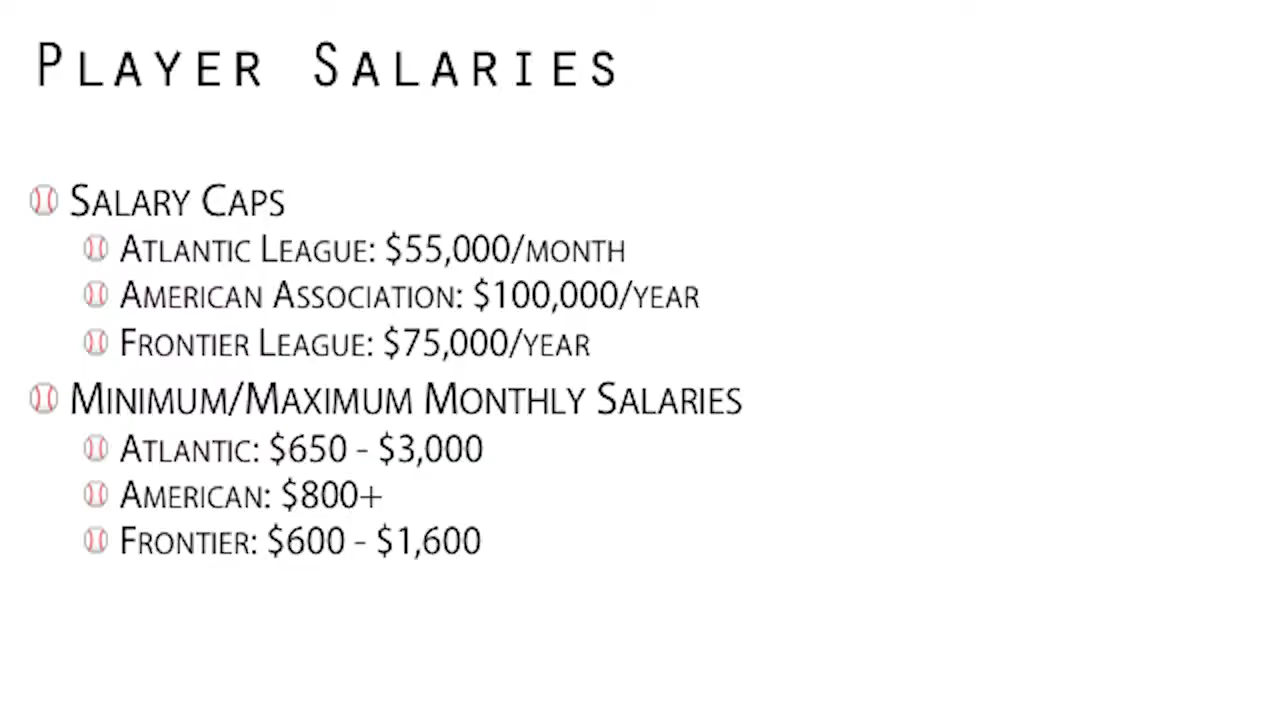 Player Salaries
Salary Caps
Atlantic League: $55,000/month
American Association: $100,000/year
Frontier League: $75,000/year
Minimum/Maximum Monthly Salaries
Atlantic: $650 - $3,000
American: $800+
Frontier: $600 - $1,600